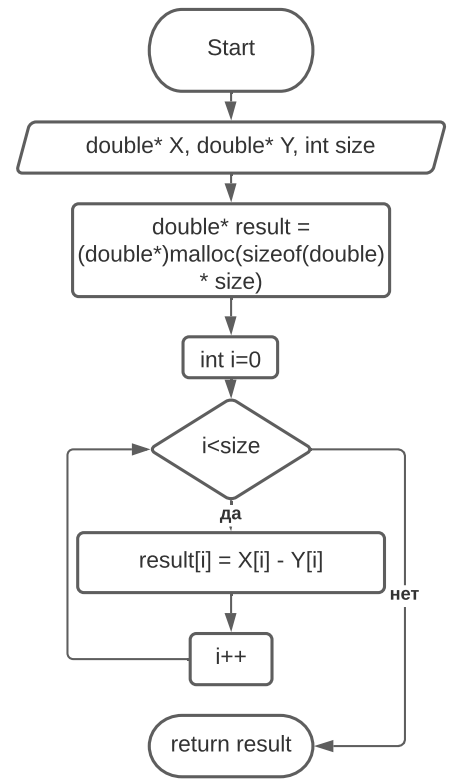 Start
double* X, double* Y, int size
double* result =
(double*)malloc(sizeof(double)
* size)
int i=0
i<size
да
result[i] = X[i] - Y[i]
нет
i++
return result